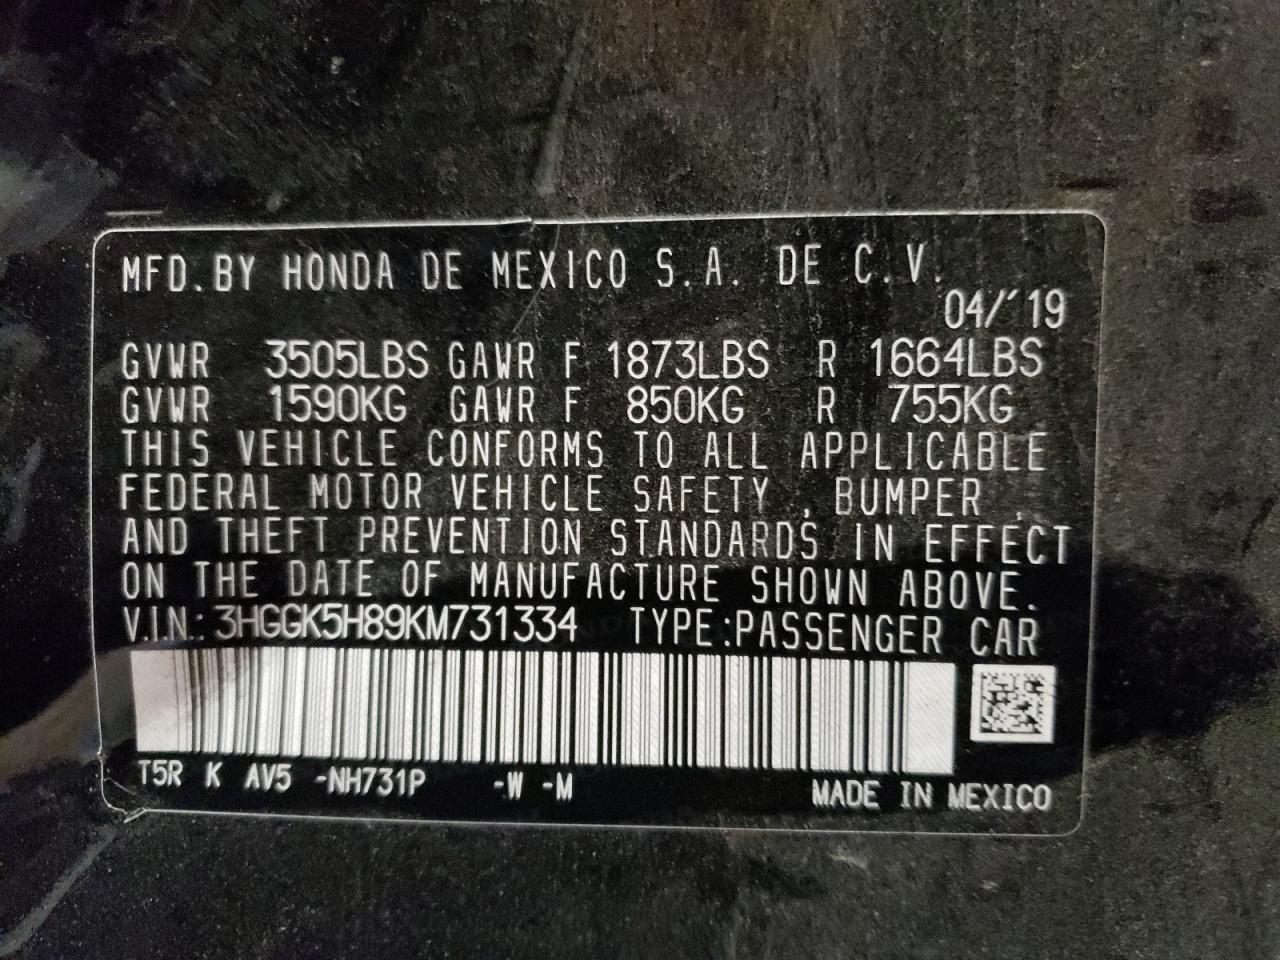 MFD. BY HONDA DE MEXICO S.A. DE C.V.
04/'19
GVWR 3505LBS GAWR F 1873LBS R 1664LBS
GVWR 1590KG GAWR F 850KG R 755KG
THIS VEHICLE CONFORMS TO ALL APPLICABLE
FEDERAL MOTOR VEHICLE SAFETY , BUMPER ,
AND THEFT PREVENTION STANDARDS IN EFFECT
ON THE DATE OF MANUFACTURE SHOWN ABOVE.
V.I.N.: 3HGGK5H89KM731334 TYPE:PASSENGER CAR
T5R K AV5 -NH731P -W -M MADE IN MEXICO